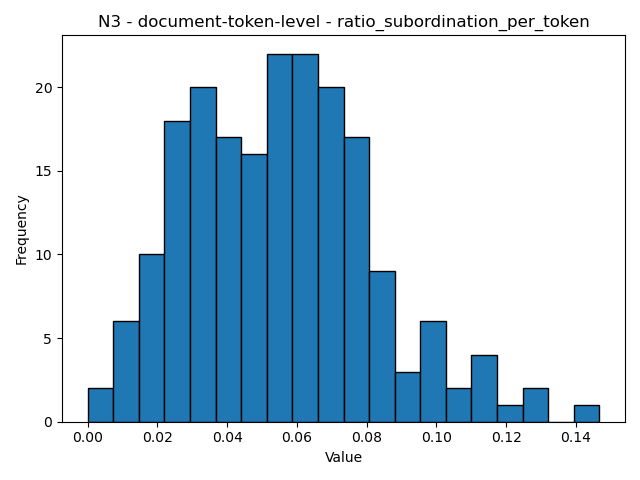 N3 - document-token-level - ratio_subordination_per_token
Frequency
20
15
10
5
0
0.00 0.02 0.04 0.06 0.08 0.10 0.12 0.14
Value